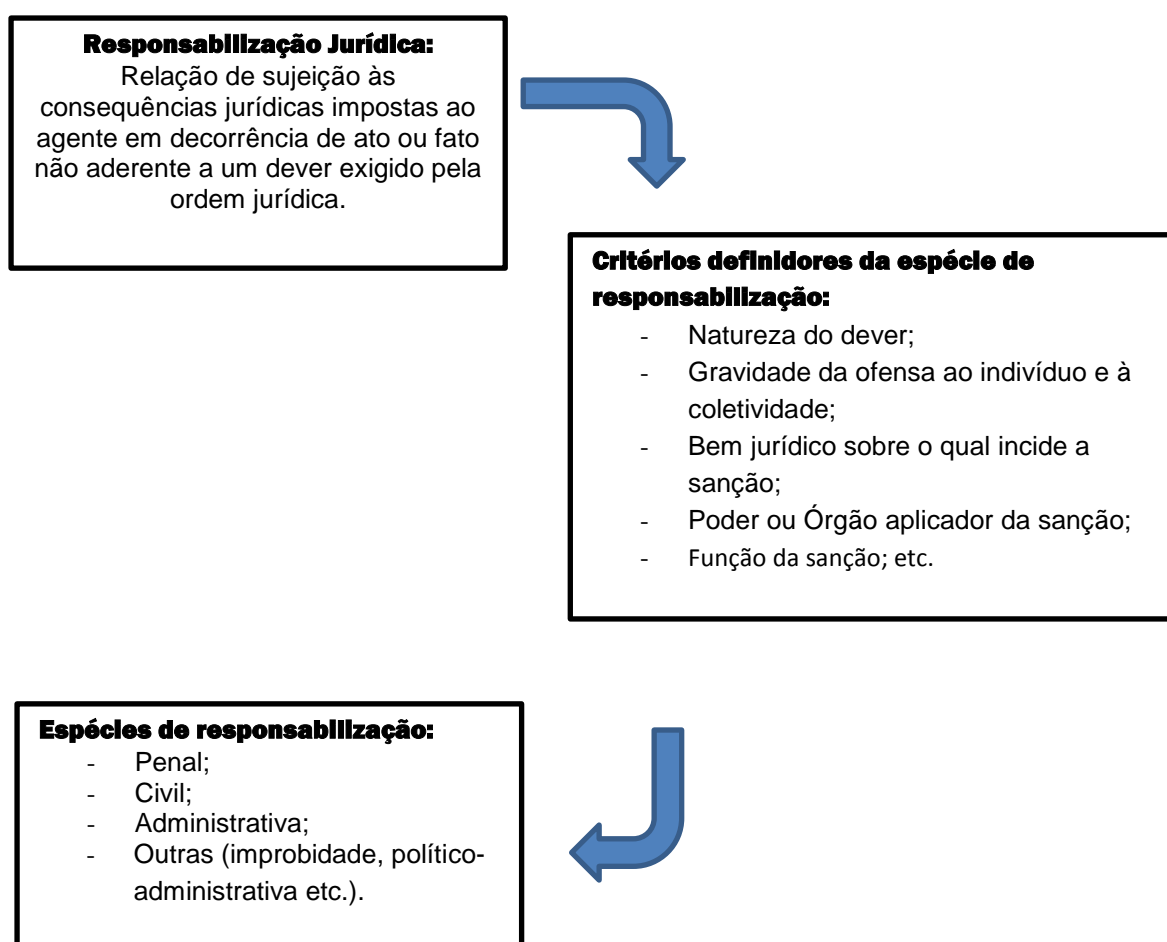 Responsabilização Jurídica:
Relação de sujeição às
consequências jurídicas impostas ao
agente em decorrência de ato ou fato
não aderente a um dever exigido pela
ordem jurídica.
Critérios definidores da espécie de
responsabilização:
- Natureza do dever;
- Gravidade da ofensa ao indivíduo e à
coletividade;
- Bem jurídico sobre o qual incide a
sanção;
- Poder ou Órgão aplicador da sanção;
- Função da sanção; etc.
Espécies de responsabilização:
- Penal;
- Civil;
- Administrativa;
- Outras (improbidade, político-
administrativa etc.).